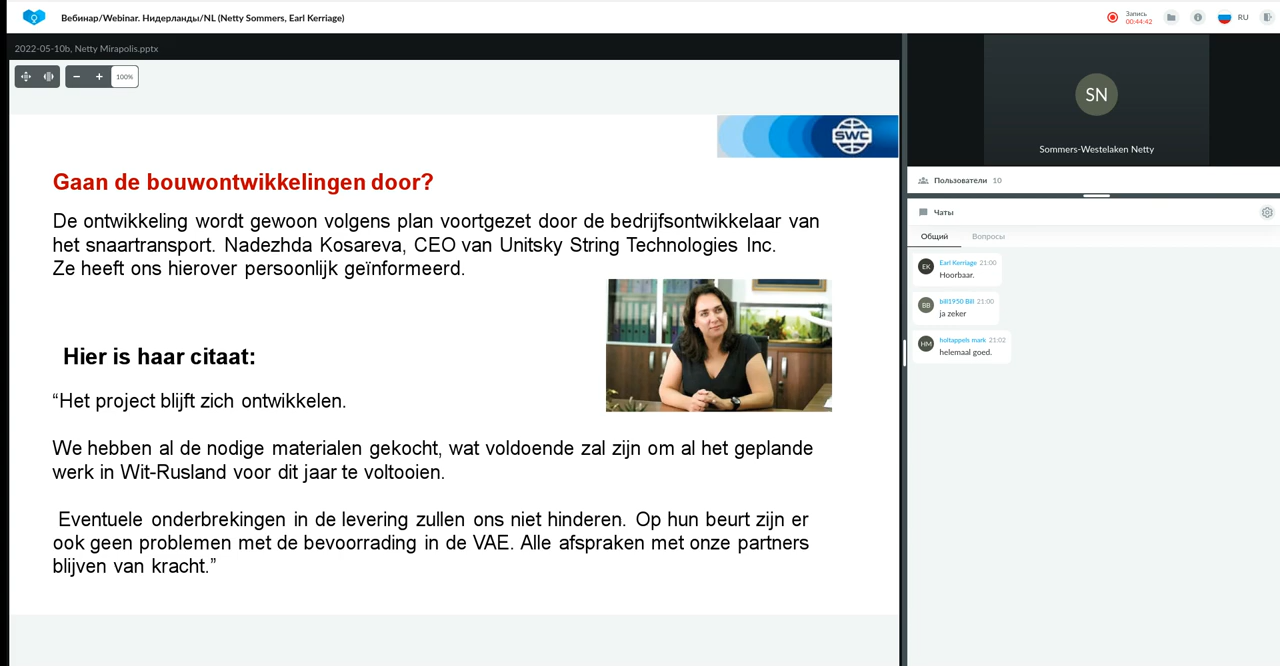 Вебинар/Webinar. Нидерланды/NL (Netty Sommers, Earl Kerriage)
Запись
00:44:42
RU
2022-05-10b, Netty Mirapolis.pptx
100%
SWC
Gaan de bouwontwikkelingen door?
De ontwikkeling wordt gewoon volgens plan voortgezet door de bedrijfsontwikkelaar van
het snaartransport. Nadezhda Kosareva, CEO van Unitsky String Technologies Inc.
Ze heeft ons hierover persoonlijk geïnformeerd.
Hier is haar citaat:
“Het project blijft zich ontwikkelen.
We hebben al de nodige materialen gekocht, wat voldoende zal zijn om al het geplande
werk in Wit-Rusland voor dit jaar te voltooien.
Eventuele onderbrekingen in de levering zullen ons niet hinderen. Op hun beurt zijn er
ook geen problemen met de bevoorrading in de VAE. Alle afspraken met onze partners
blijven van kracht.”
SN
Sommers-Westelaken Netty
Пользователи 10
Чаты
Общий Вопросы
EK Earl Kerriage 21:00
Hoorbaar.
BB bill1950 Bill 21:00
ja zeker
HM holtappels mark 21:02
helemaal goed.